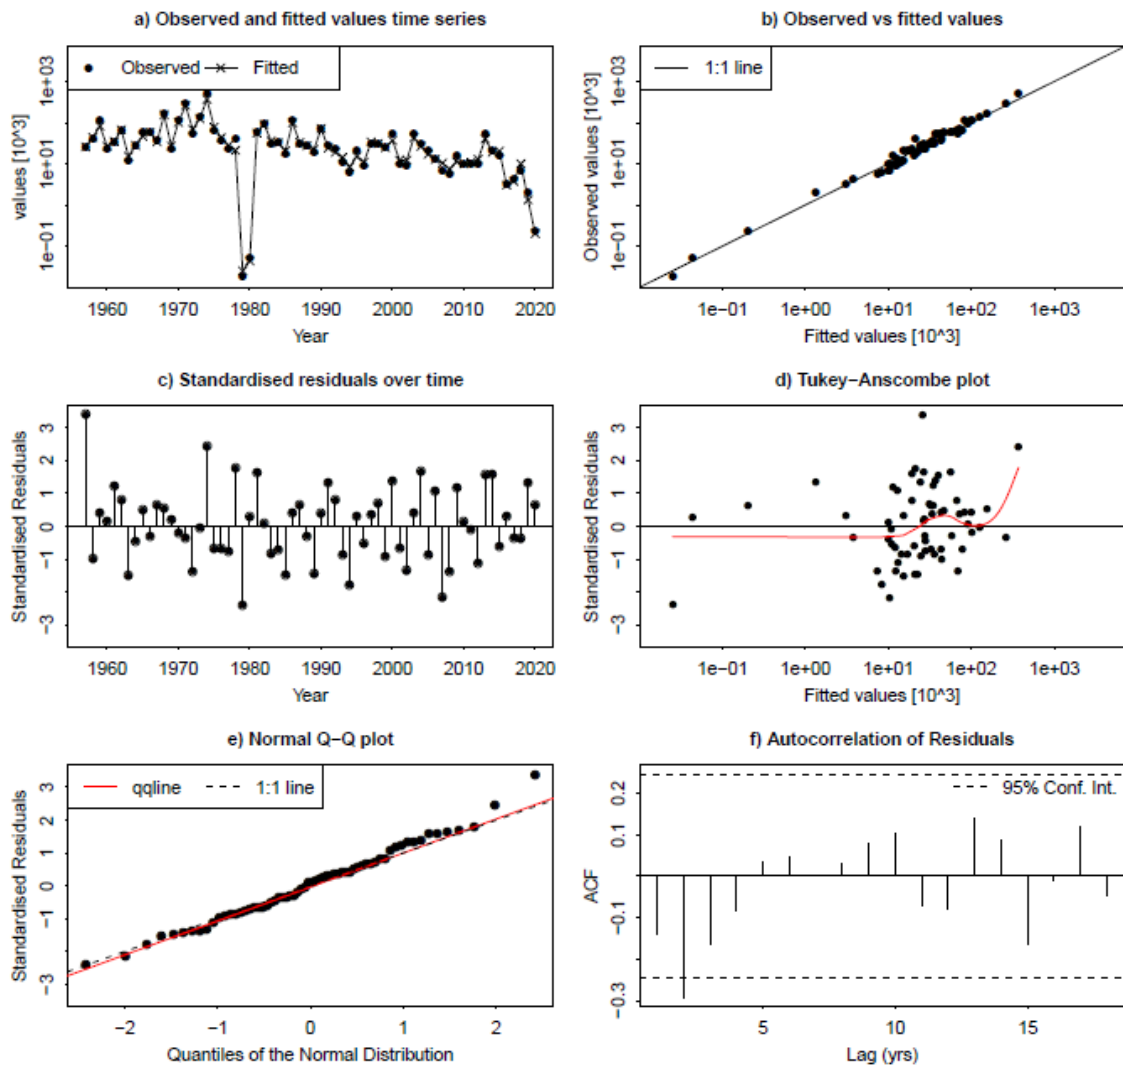 a) Observed and fitted values time series
Observed
Fitted
values [10^3]
1e-01
1e+01
1e+03
1960 1970 1980 1990 2000 2010 2020
Year
b) Observed vs fitted values
1:1 line
Observed values [10^3]
1e-01
1e+01
1e+03
1e-01 1e+00 1e+01 1e+02 1e+03
Fitted values [10^3]
c) Standardised residuals over time
Standardised Residuals
3
2
1
0
-1
-3
1960 1970 1980 1990 2000 2010 2020
Year
d) Tukey-Anscombe plot
Standardised Residuals
3
2
1
0
-1
-3
1e-01 1e+00 1e+01 1e+02 1e+03
Fitted values [10^3]
e) Normal Q-Q plot
qqline
1:1 line
Standardised Residuals
3
2
1
0
-1
-3
-2 -1 0 1 2
Quantiles of the Normal Distribution
f) Autocorrelation of Residuals
95% Conf. Int.
ACF
0.2
0.1
-0.1
-0.3
5 10 15
Lag (yrs)